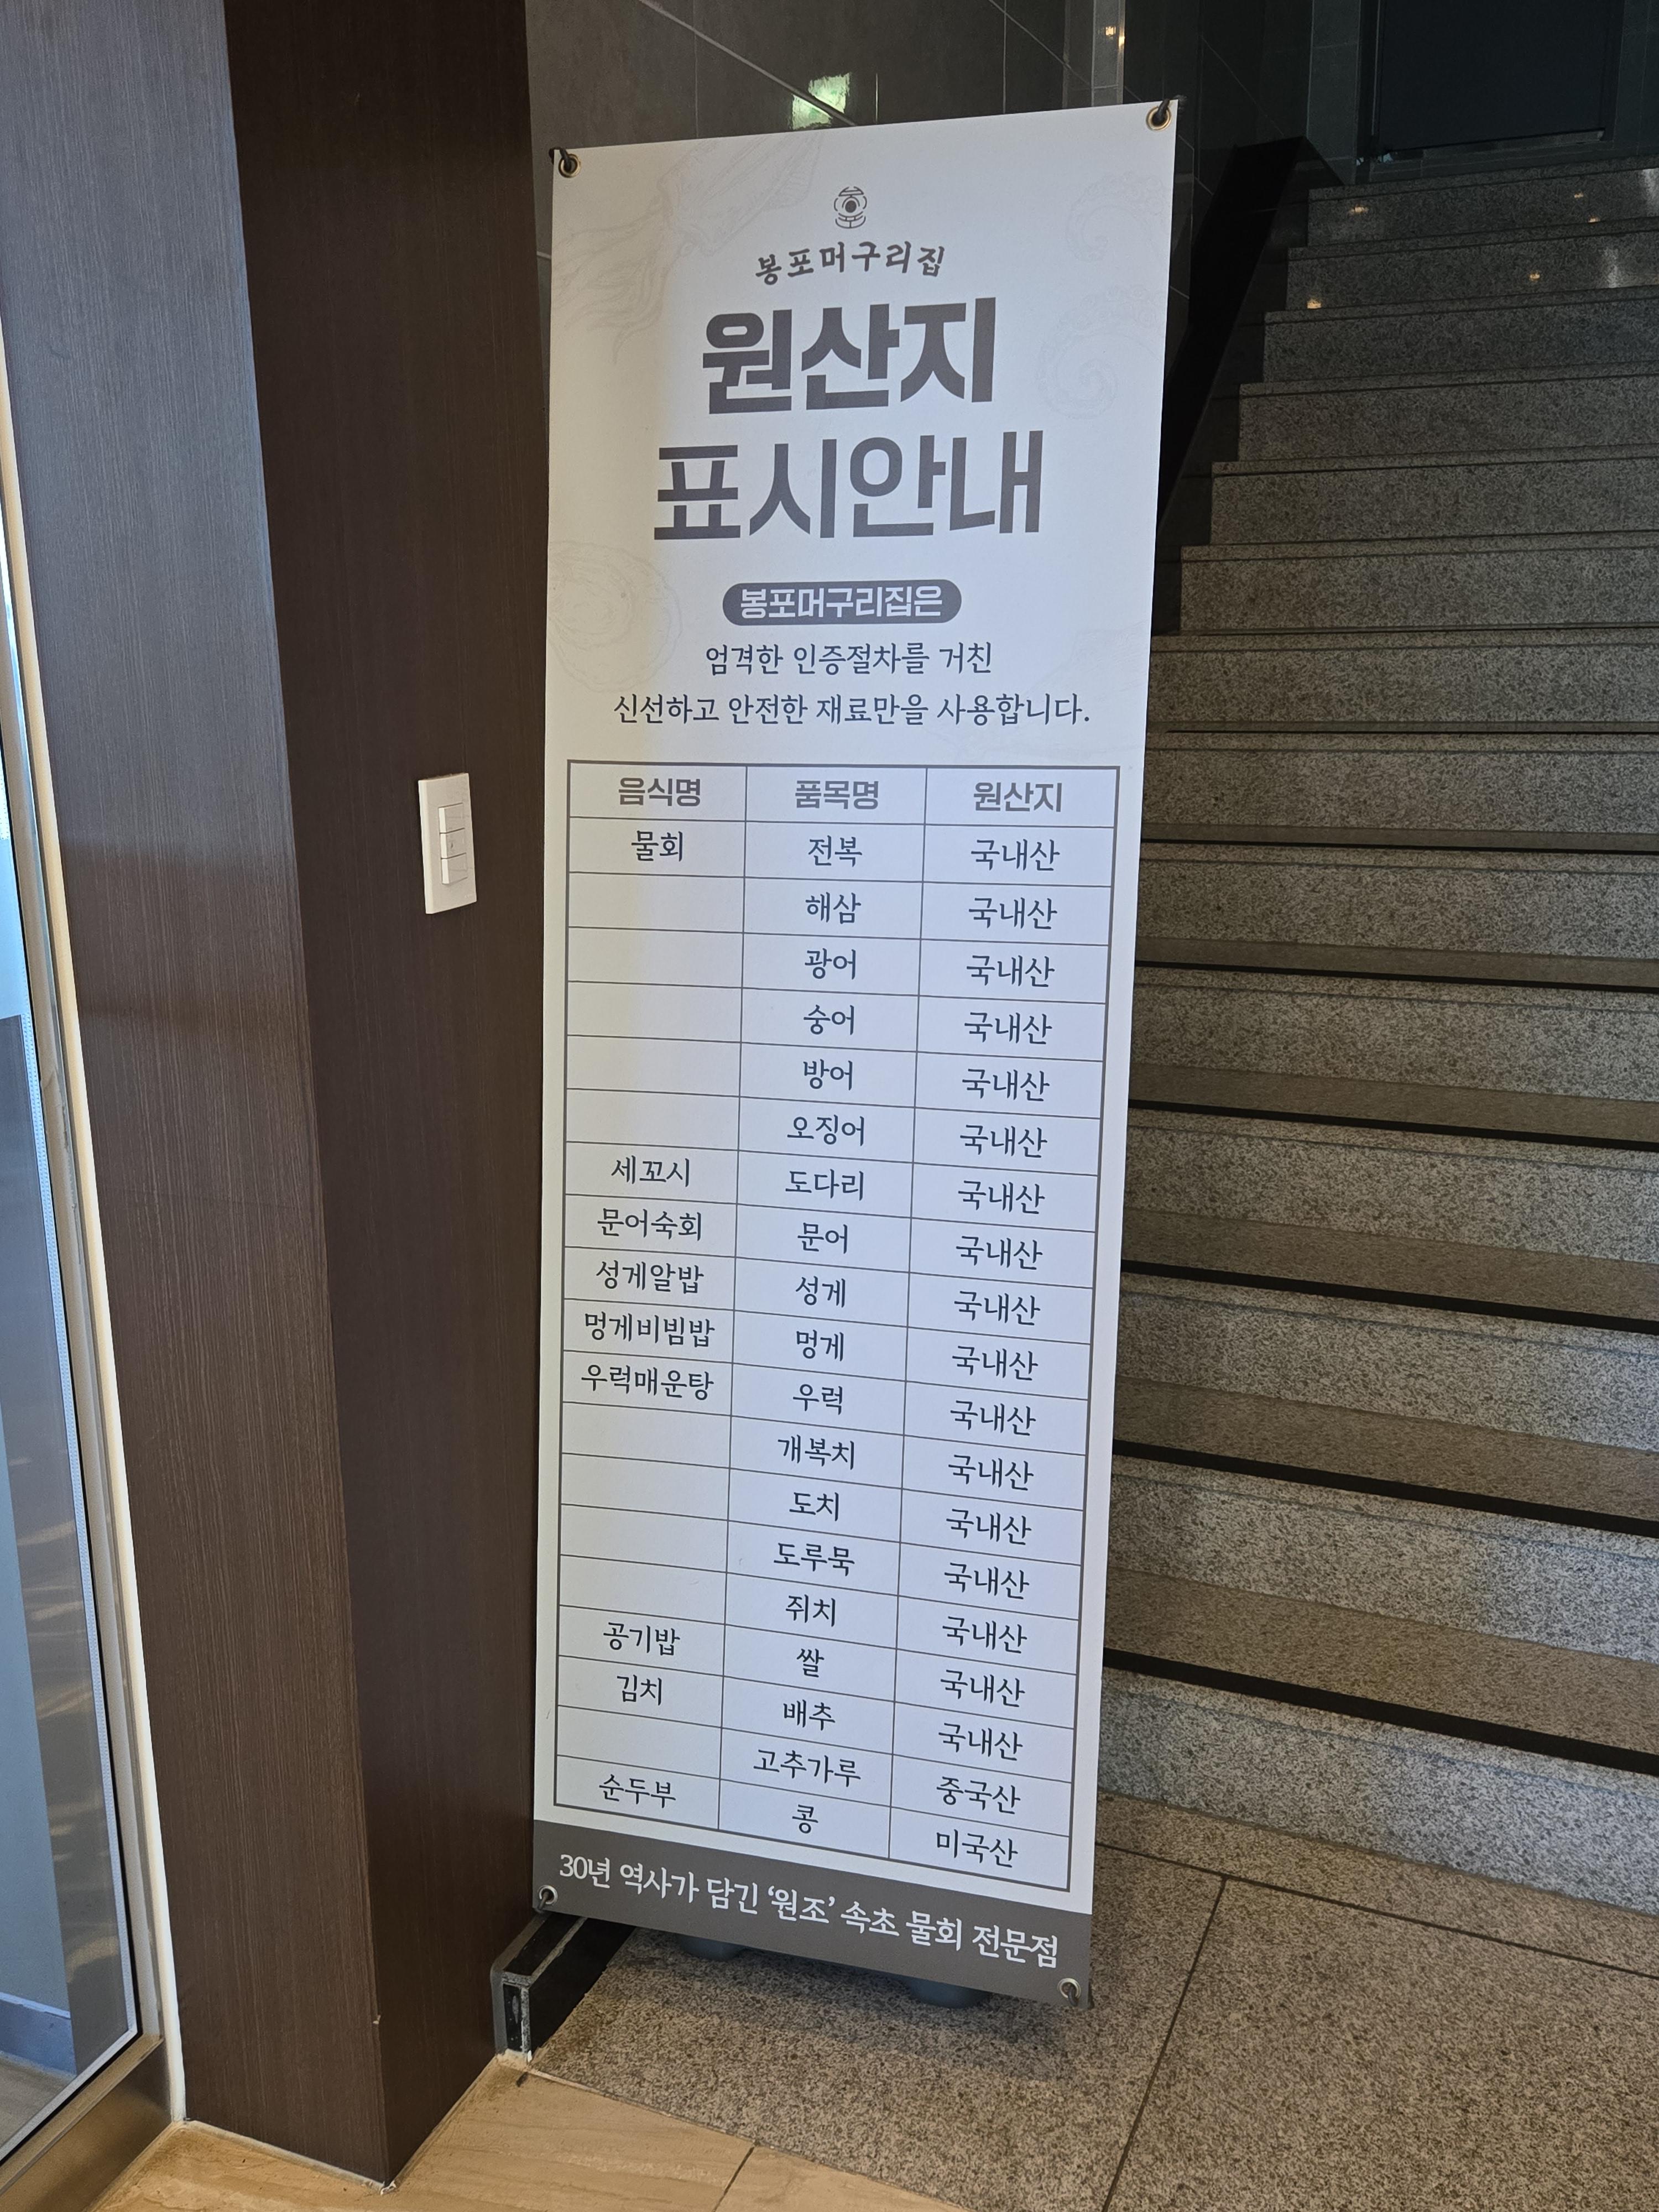 봉포머구리집
원산지
표시안내
봉포머구리집은
엄격한 인증절차를 거친
신선하고 안전한 재료만을 사용합니다.
음식명 품목명 원산지
물회 전복 국내산
해삼 국내산
광어 국내산
숭어 국내산
방어 국내산
오징어 국내산
세꼬시 도다리 국내산
문어숙회 문어 국내산
성게알밥 성게 국내산
멍게비빔밥 멍게 국내산
우럭매운탕 우럭 국내산
개복치 국내산
도치 국내산
도루묵 국내산
쥐치 국내산
공기밥 쌀 국내산
김치 배추 국내산
고추가루 중국산
순두부 콩 미국산
30년 역사가 담긴 '원조' 속초 물회 전문점